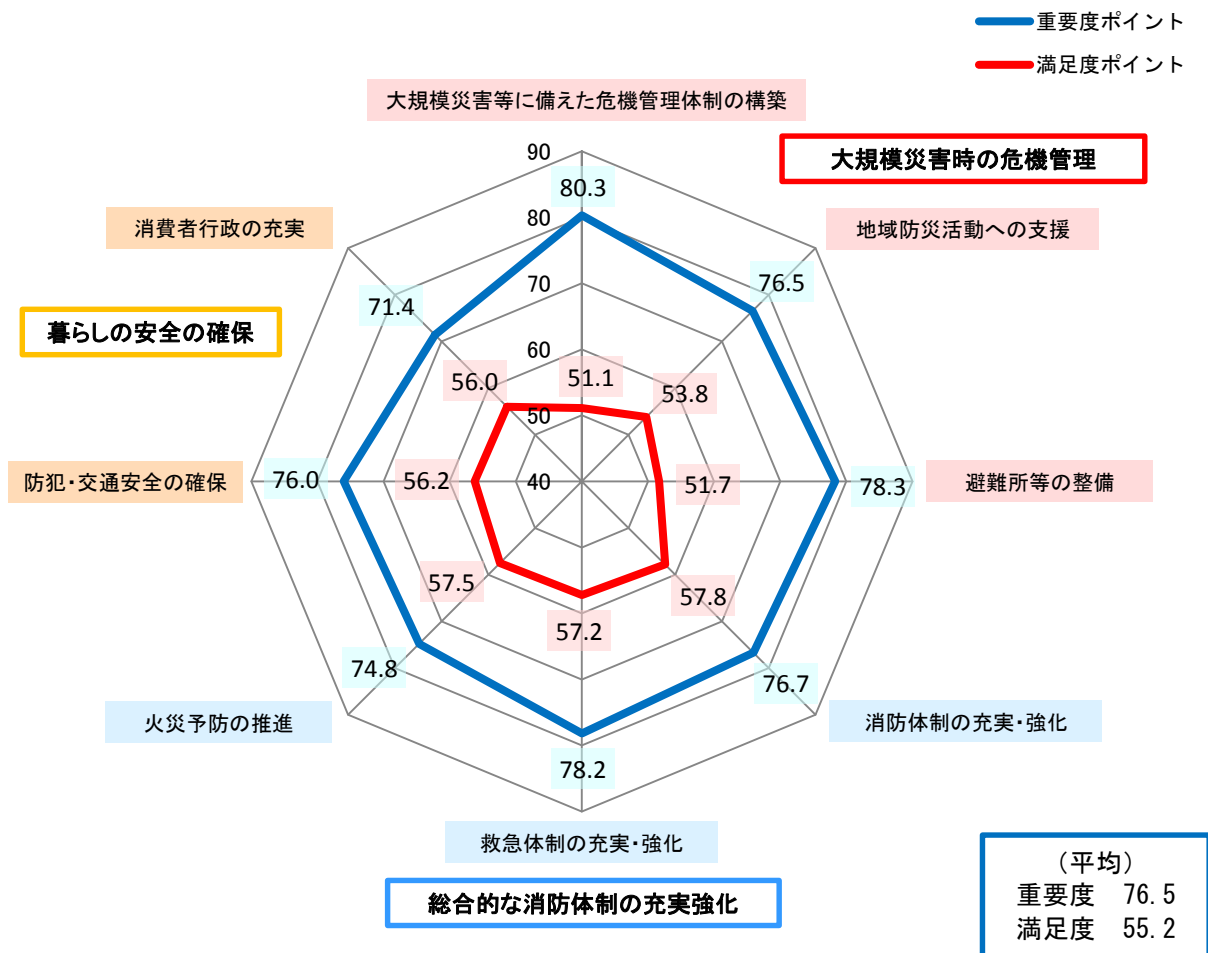 重要度ポイント
満足度ポイント
大規模災害等に備えた危機管理体制の構築
大規模災害時の危機管理
90
80.3
消費者行政の充実
地域防災活動への支援
80
71.4
76.5
70
暮らしの安全の確保
60
56.0
51.1
53.8
50
防犯・交通安全の確保
76.0
56.2
40
51.7
78.3
避難所等の整備
57.5
57.8
57.2
74.8
76.7
火災予防の推進
消防体制の充実・強化
78.2
救急体制の充実・強化
総合的な消防体制の充実強化
（平均）
重要度 76.5
満足度 55.2